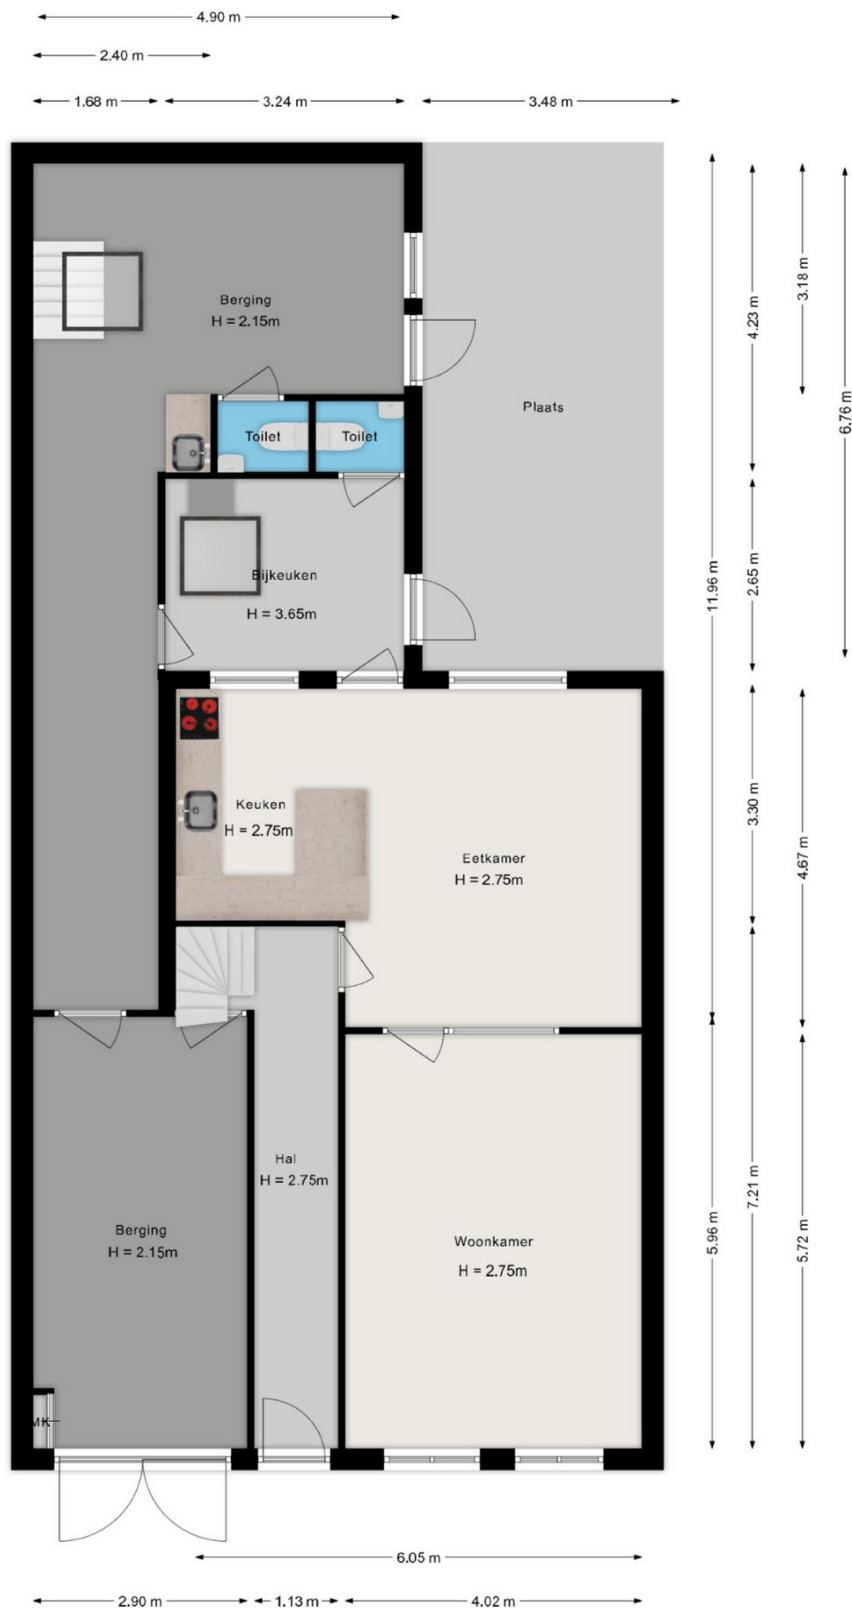 4.90 m
2.40 m
1.68 m
3.24 m
3.48 m
Berging
H = 2.15m
3.18 m
4.23 m
6.76 m
Plaats
Toilet
Toilet
Bijkeuken
H = 3.65m
11.96 m
2.65 m
Keuken
H = 2.75m
3.30 m
4.67 m
Eetkamer
H = 2.75m
Hal
H = 2.75m
7.21 m
Berging
H = 2.15m
Woonkamer
H = 2.75m
5.96 m
5.72 m
MK
6.05 m
2.90 m
1.13 m
4.02 m